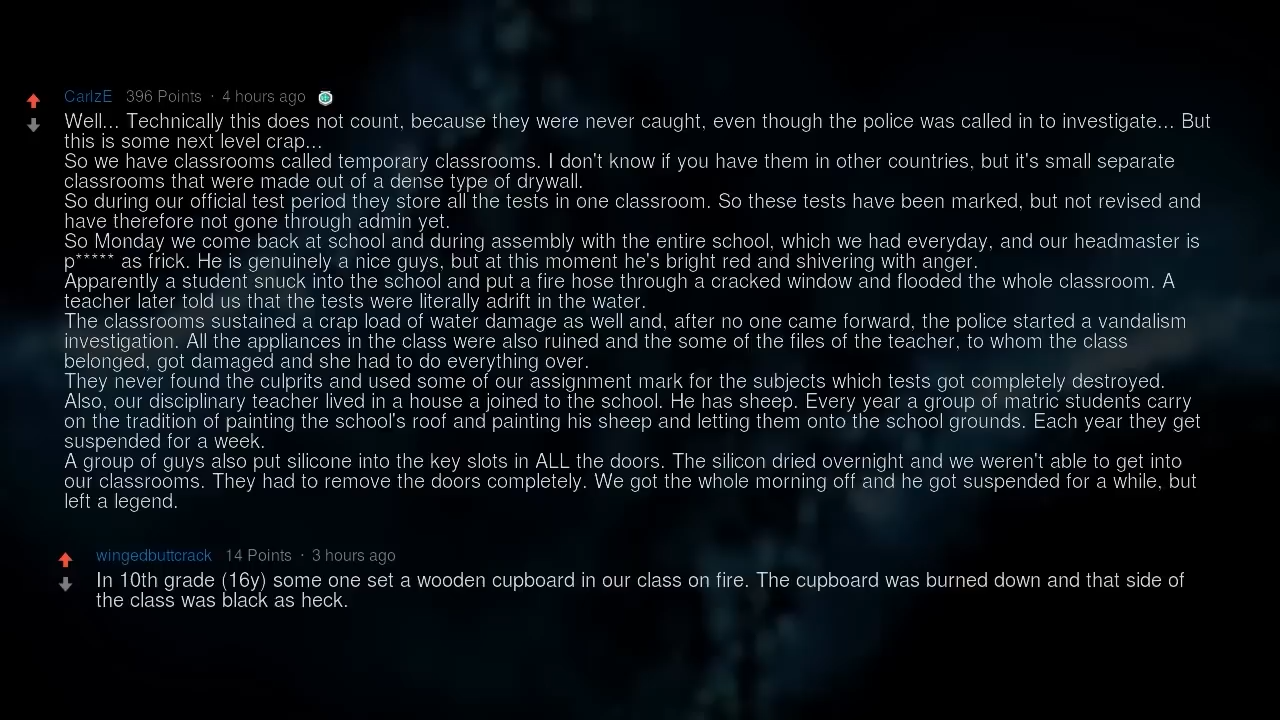 CarlzE 396 Points · 4 hours ago
Well... Technically this does not count, because they were never caught, even though the police was called in to investigate... But
this is some next level crap...
So we have classrooms called temporary classrooms. I don't know if you have them in other countries, but it's small separate
classrooms that were made out of a dense type of drywall.
So during our official test period they store all the tests in one classroom. So these tests have been marked, but not revised and
have therefore not gone through admin yet.
So Monday we come back at school and during assembly with the entire school, which we had everyday, and our headmaster is
p***** as frick. He is genuinely a nice guys, but at this moment he's bright red and shivering with anger.
Apparently a student snuck into the school and put a fire hose through a cracked window and flooded the whole classroom. A
teacher later told us that the tests were literally adrift in the water.
The classrooms sustained a crap load of water damage as well and, after no one came forward, the police started a vandalism
investigation. All the appliances in the class were also ruined and the some of the files of the teacher, to whom the class
belonged, got damaged and she had to do everything over.
They never found the culprits and used some of our assignment mark for the subjects which tests got completely destroyed.
Also, our disciplinary teacher lived in a house a joined to the school. He has sheep. Every year a group of matric students carry
on the tradition of painting the school's roof and painting his sheep and letting them onto the school grounds. Each year they get
suspended for a week.
A group of guys also put silicone into the key slots in ALL the doors. The silicon dried overnight and we weren't able to get into
our classrooms. They had to remove the doors completely. We got the whole morning off and he got suspended for a while, but
left a legend.
wingedbuttcrack 14 Points · 3 hours ago
In 10th grade (16y) some one set a wooden cupboard in our class on fire. The cupboard was burned down and that side of
the class was black as heck.